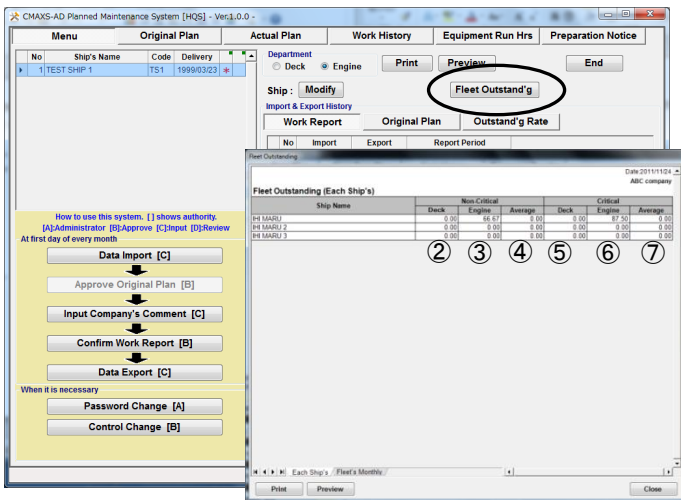 CMAXS-AD Planned Maintenance System [HQS] - Ver.1.0.0 -
Menu Original Plan Actual Plan Work History Equipment Run Hrs Preparation Notice
No Ship's Name Code Delivery * *
1 TEST SHIP 1 TS1 1999/03/23 *
Department
Deck Engine Print Preview End
Ship : Modify Fleet Outstand'g
Import & Export History
Work Report Original Plan Outstand'g Rate
No Import Export Report Period
How to use this system. [ ] shows authority.
[A]:Administrator [B]:Approve [C]:Input [D]:Review
At first day of every month
Data Import [C]
Approve Original Plan [B]
Input Company's Comment [C]
Confirm Work Report [B]
Data Export [C]
When it is necessary
Password Change [A]
Control Change [B]
Fleet Outstanding
Date:2011/11/24
ABC company
Fleet Outstanding (Each Ship's)
Ship Name Non-Critical Critical
Deck Engine Average Deck Engine Average
IHI MARU 0.00 66.67 0.00 0.00 87.50 0.00
IHI MARU 2 0.00 0.00 0.00 0.00 0.00 0.00
IHI MARU 3 0.00 0.00 0.00 0.00 0.00 0.00
② ③ ④ ⑤ ⑥ ⑦
Each Ship's Fleet's Monthly
Print Preview Close